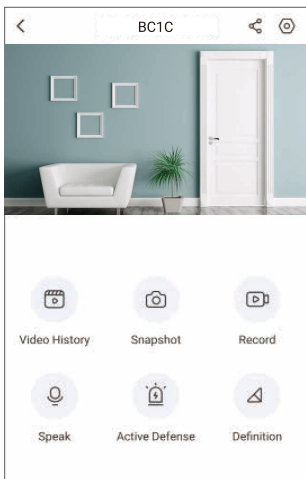 BC1C
Video History
Snapshot
Record
Speak
Active Defense
Definition